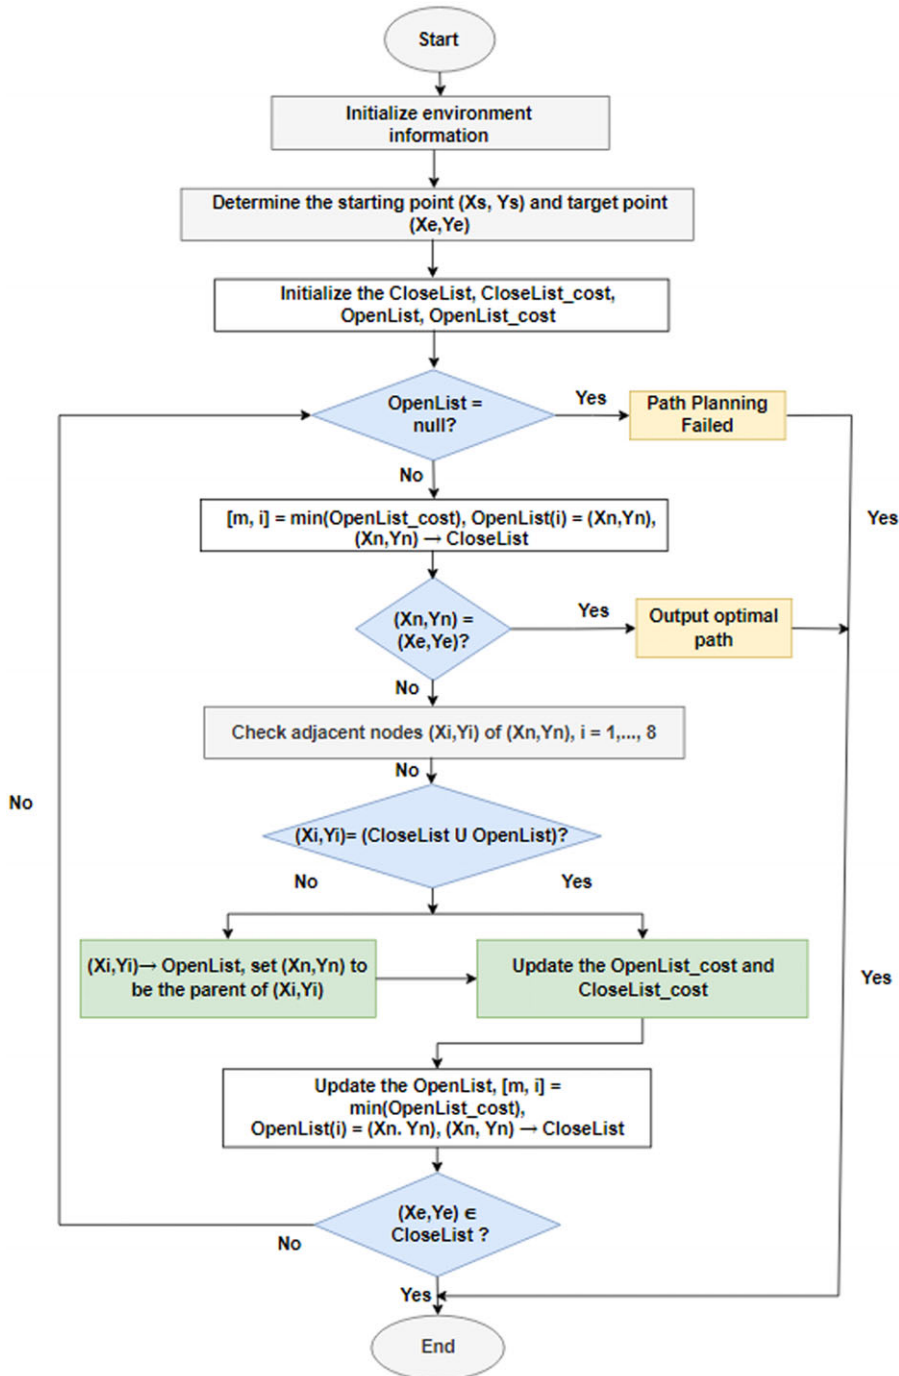 Start
Initialize environment
information
Determine the starting point (Xs, Ys) and target point
(Xe,Ye)
Initialize the CloseList, CloseList_cost,
OpenList, OpenList_cost
OpenList =
null?
Yes
Path Planning
Failed
No
Yes
[m, i] = min(OpenList_cost), OpenList(i) = (Xn,Yn),
(Xn,Yn) → CloseList
(Xn,Yn) =
(Xe,Ye)?
Yes
Output optimal
path
No
Check adjacent nodes (Xi,Yi) of (Xn,Yn), i = 1,..., 8
No
No
(Xi,Yi)= (CloseList U OpenList)?
No
Yes
(Xi,Yi)→ OpenList, set (Xn,Yn) to
be the parent of (Xi,Yi)
Update the OpenList_cost and
CloseList_cost
Yes
Update the OpenList, [m, i] =
min(OpenList_cost),
OpenList(i) = (Xn. Yn), (Xn, Yn) → CloseList
(Xe,Ye) ∈
CloseList ?
No
Yes
End